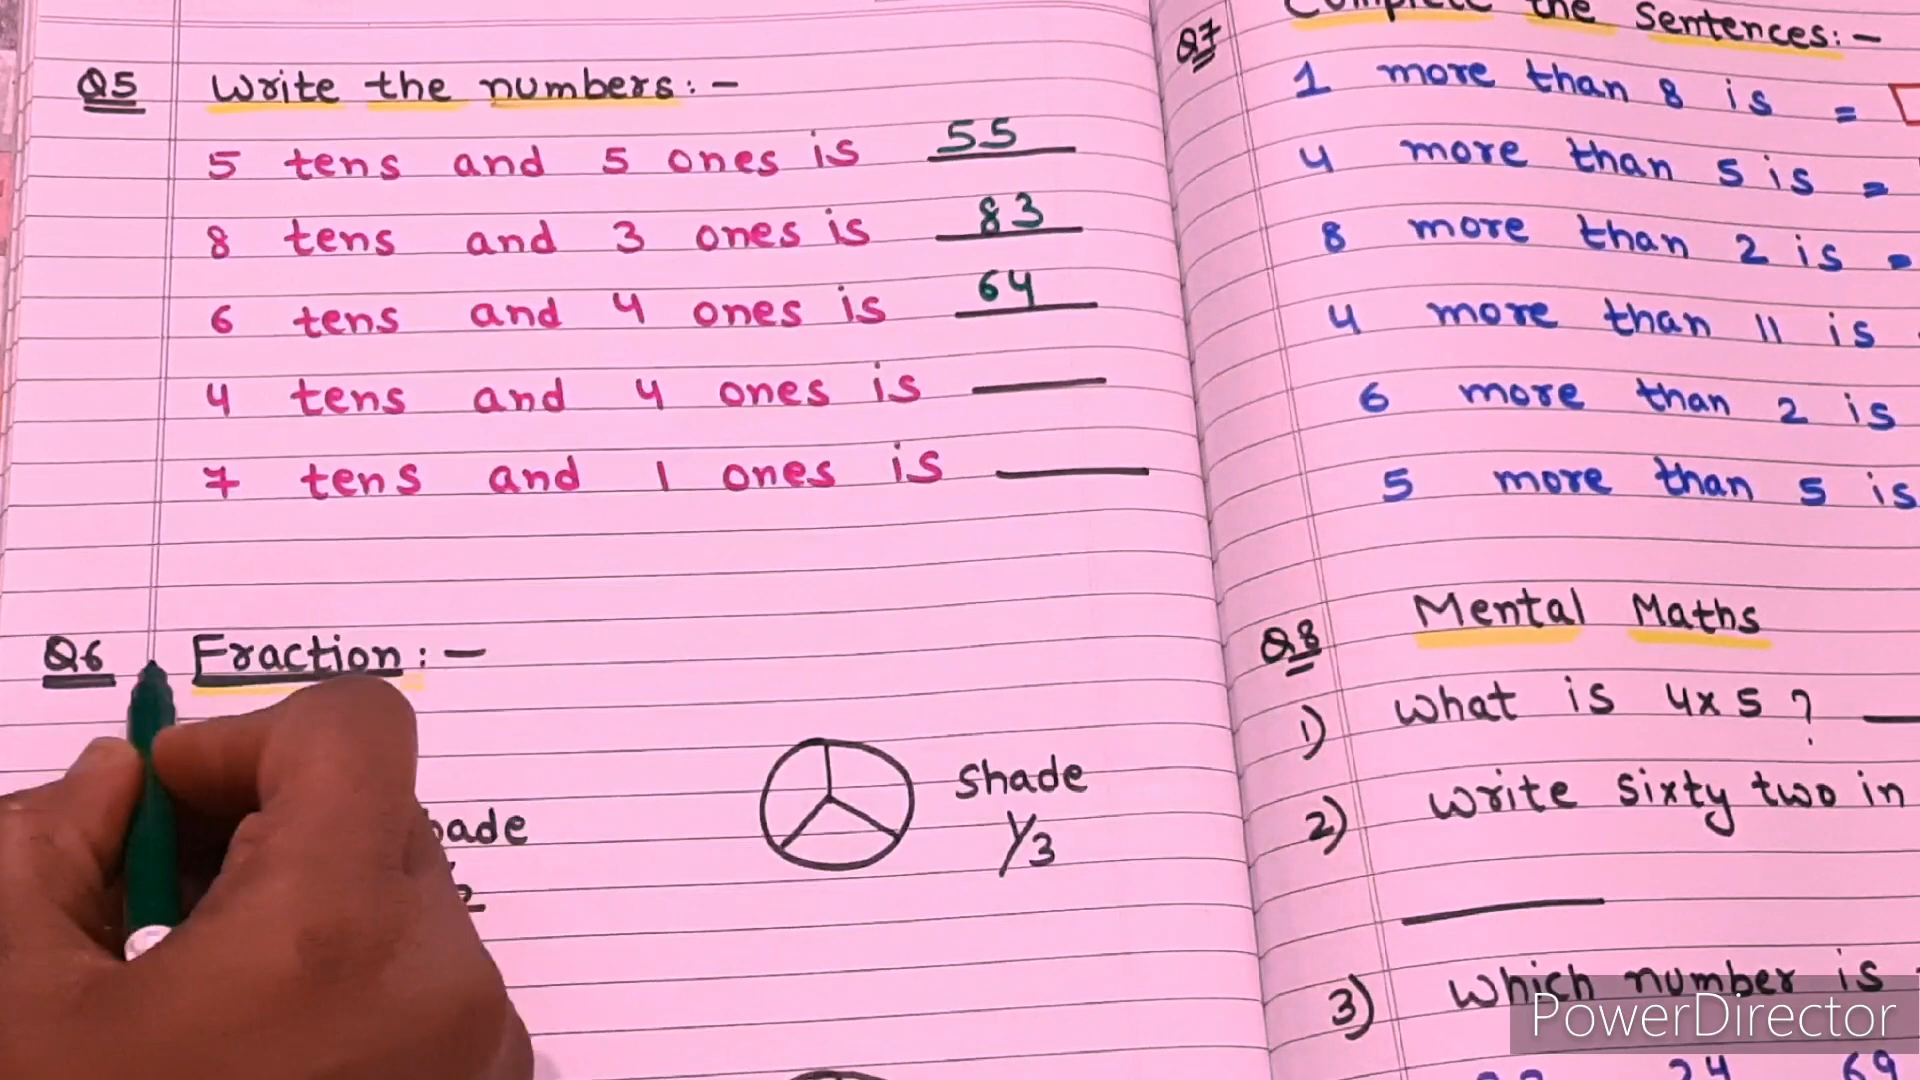 Q5 Write the numbers:-
5 tens and 5 ones is 55
8 tens and 3 ones is 83
6 tens and 4 ones is 64
4 tens and 4 ones is
7 tens and 1 ones is
Q6 Fraction:-
Shade
1/3
Q7 Complete the Sentences:-
1 more than 8 is =
4 more than 5 is =
8 more than 2 is =
4 more than 11 is
6 more than 2 is
5 more than 5 is
Q8 Mental Maths
1) What is 4x5?
2) Write Sixty two in
3) Which number is
24 69
PowerDirector